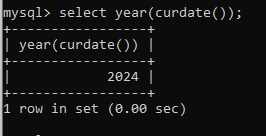 mysql> select year(curdate());
+-----------------+
| year(curdate()) |
+-----------------+
|            2024 |
+-----------------+
1 row in set (0.00 sec)